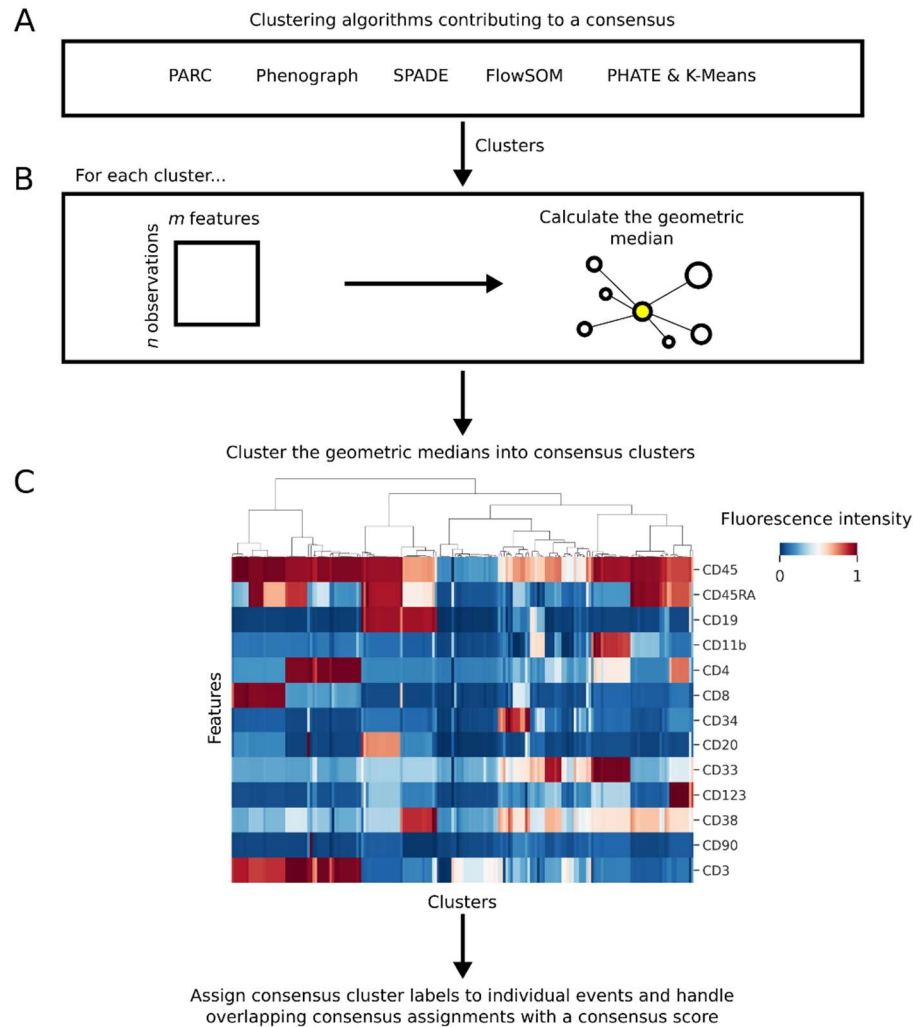 A
Clustering algorithms contributing to a consensus
PARC Phenograph SPADE FlowSOM PHATE & K-Means
Clusters
B
For each cluster...
m features
n observations
Calculate the geometric
median
Cluster the geometric medians into consensus clusters
C
Fluorescence intensity
0 1
CD45
CD45RA
CD19
CD11b
CD4
CD8
CD34
CD20
CD33
CD123
CD38
CD90
CD3
Features
Clusters
Assign consensus cluster labels to individual events and handle
overlapping consensus assignments with a consensus score